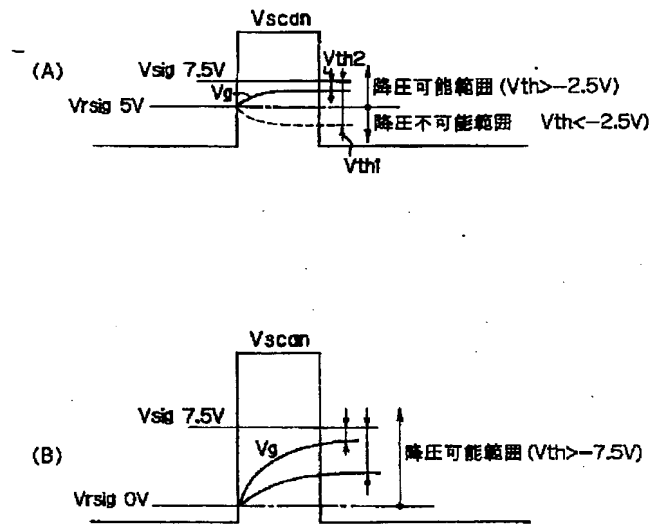 Vscan
(A)
Vsig 7.5V
Vth2
Vg
降圧可能範囲 (Vth>-2.5V)
Vrsig 5V
降圧不可能範囲 Vth<-2.5V)
Vth1
Vscan
(B)
Vsig 7.5V
Vg
降圧可能範囲 (Vth>-7.5V)
Vrsig 0V